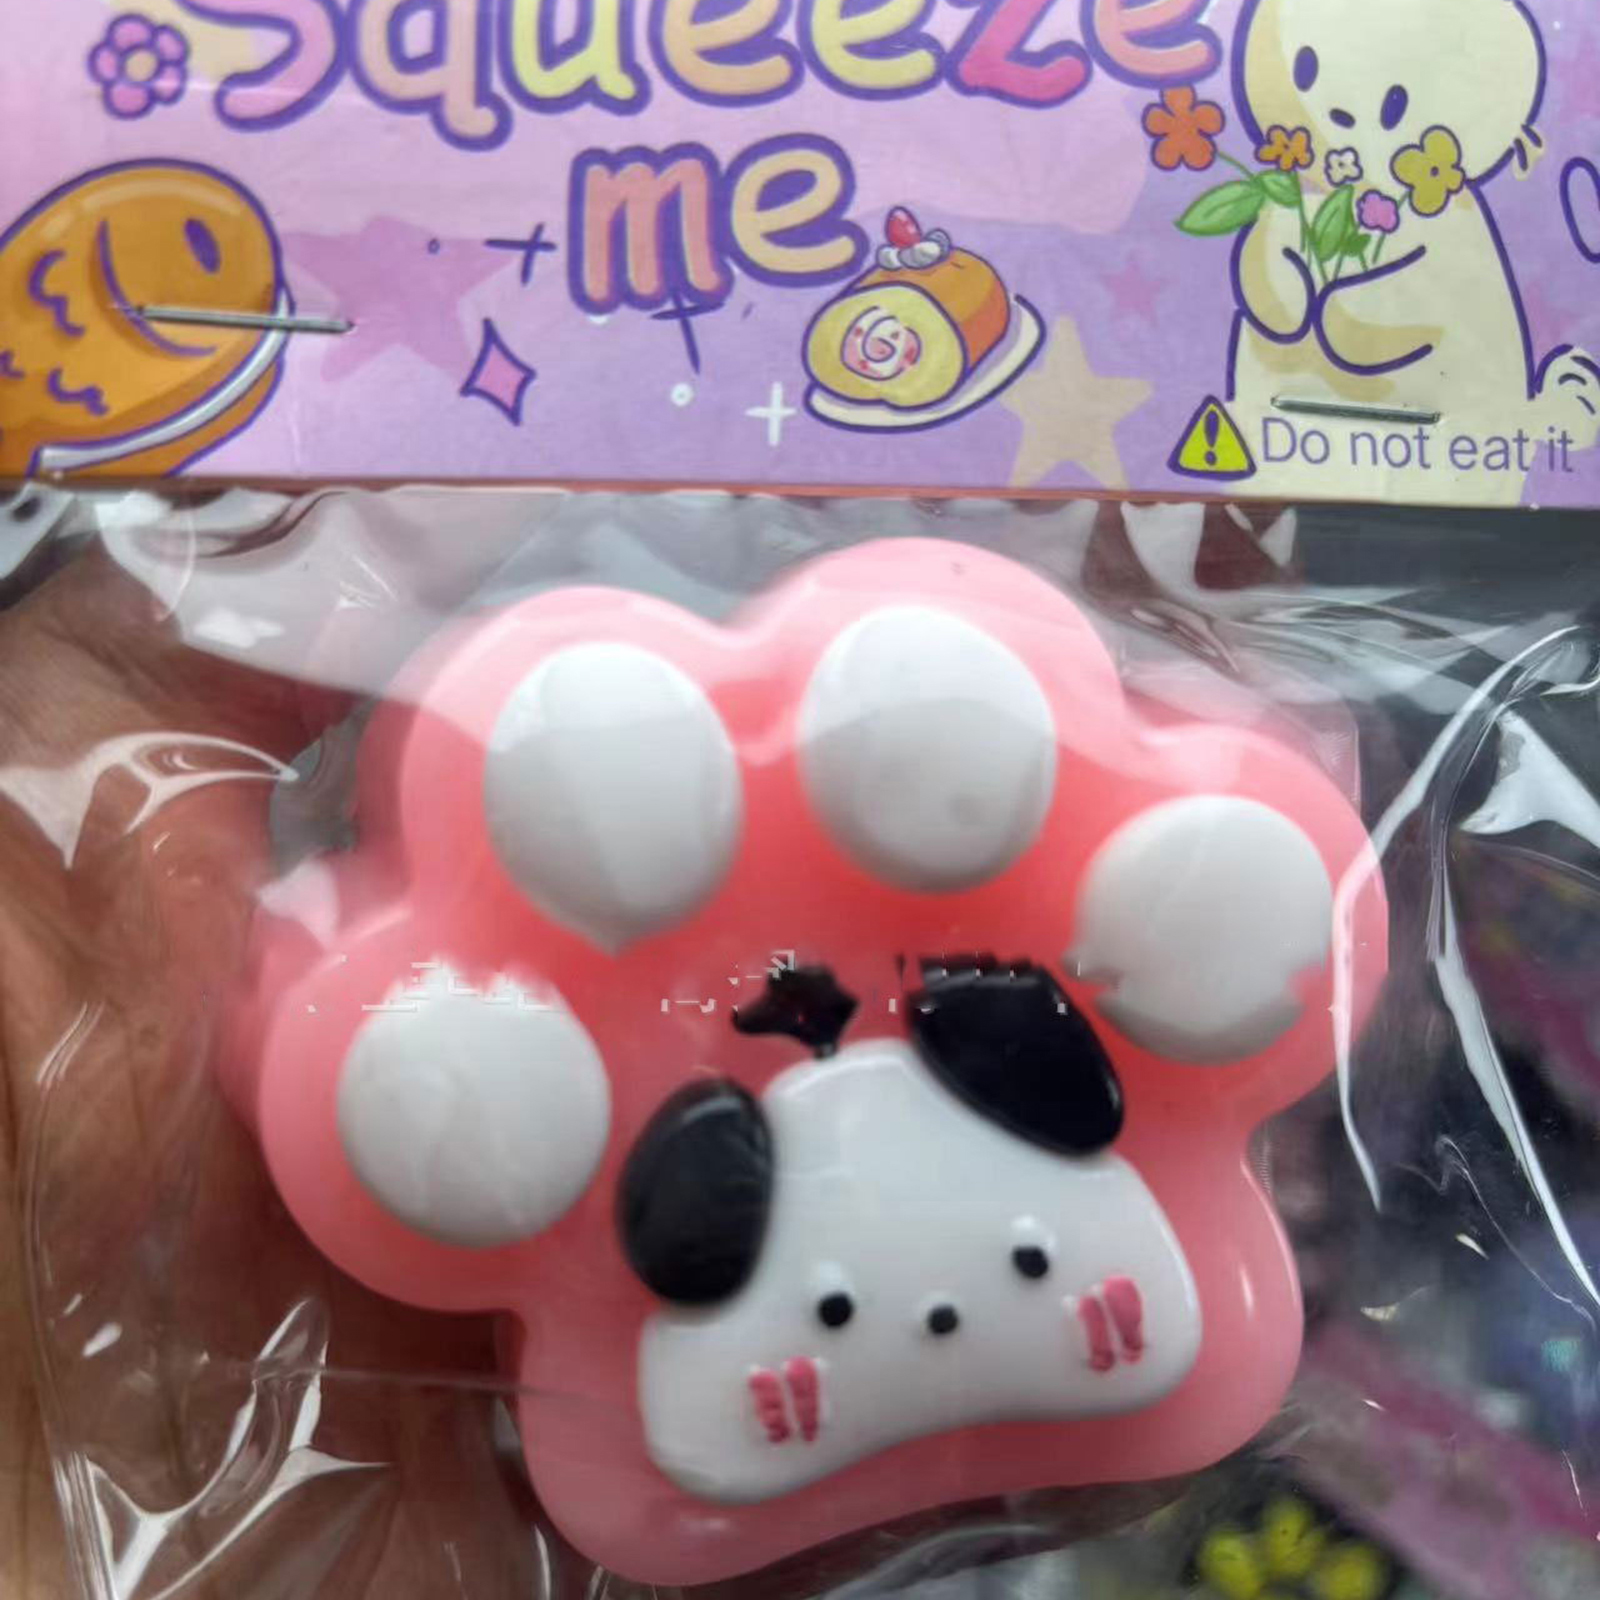 Squeeze
me
Do not eat it